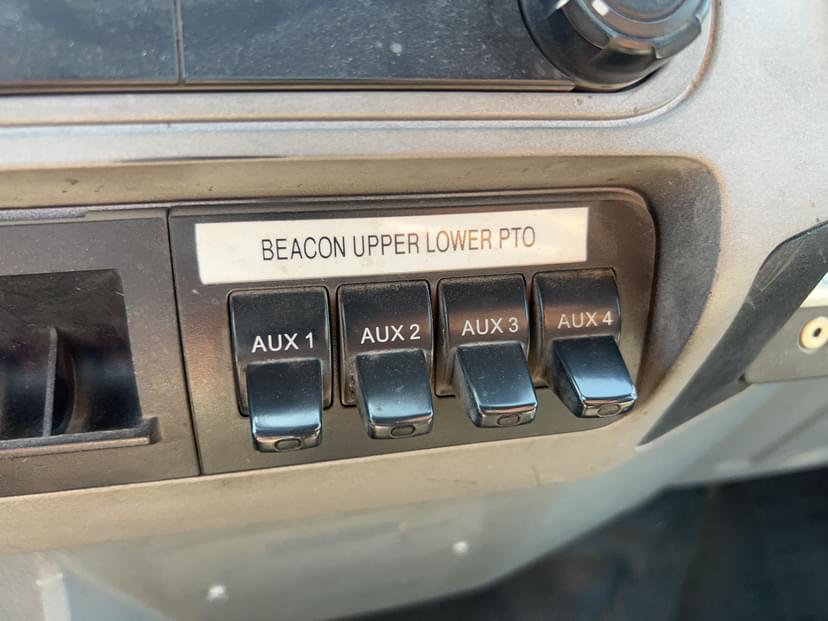 BEACON UPPER LOWER PTO
AUX 1 AUX 2 AUX 3 AUX 4